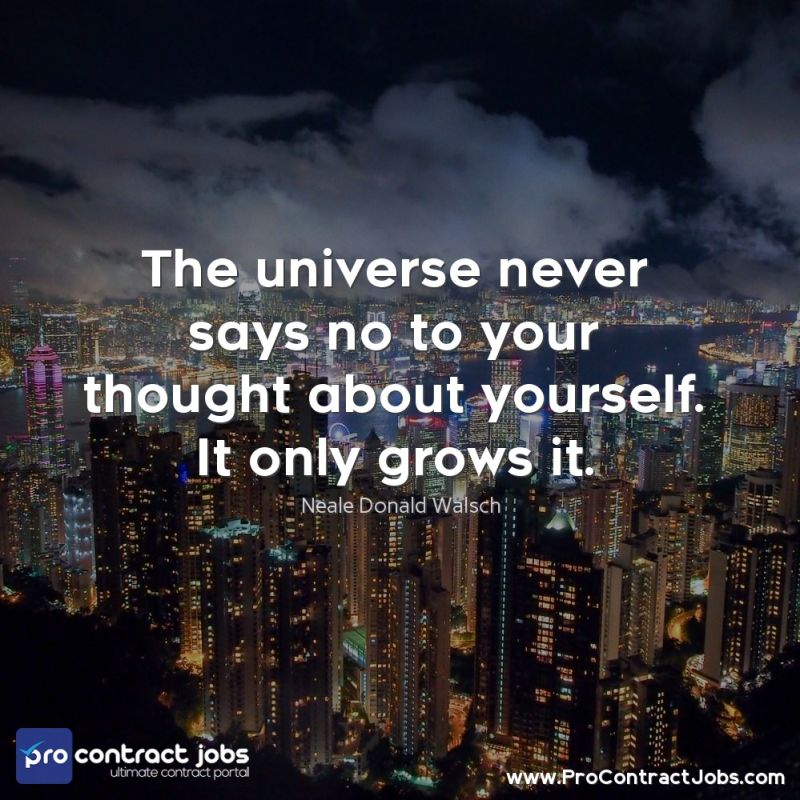 The universe never
says no to your
thought about yourself.
It only grows it.
Neale Donald Walsch
pro contract jobs
ultimate contract portal
www.ProContractJobs.com